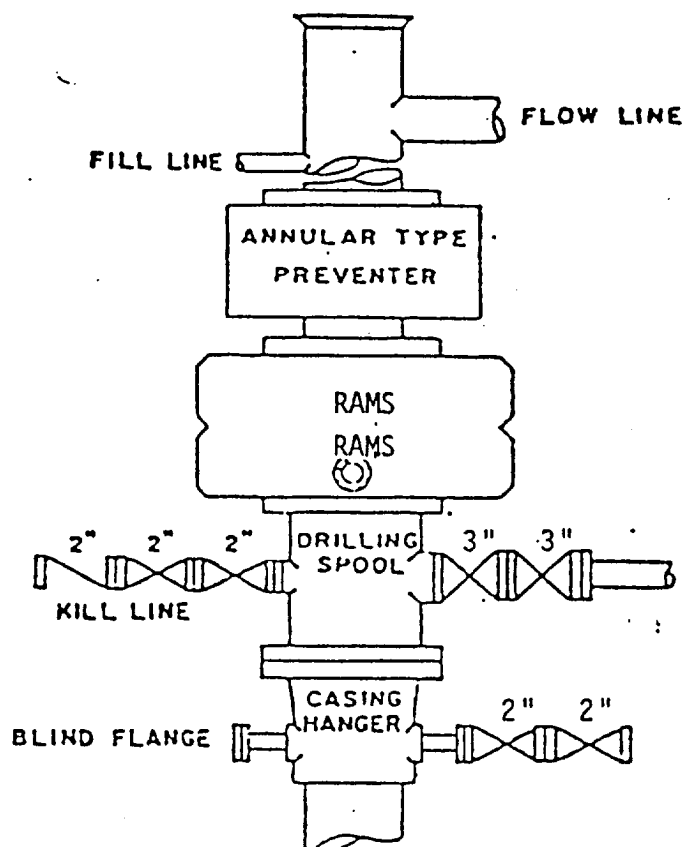 FLOW LINE
FILL LINE
ANNULAR TYPE
PREVENTER
RAMS
RAMS
2" 2" 2"
DRILLING
SPOOL
3" 3"
KILL LINE
CASING
HANGER
2" 2"
BLIND FLANGE